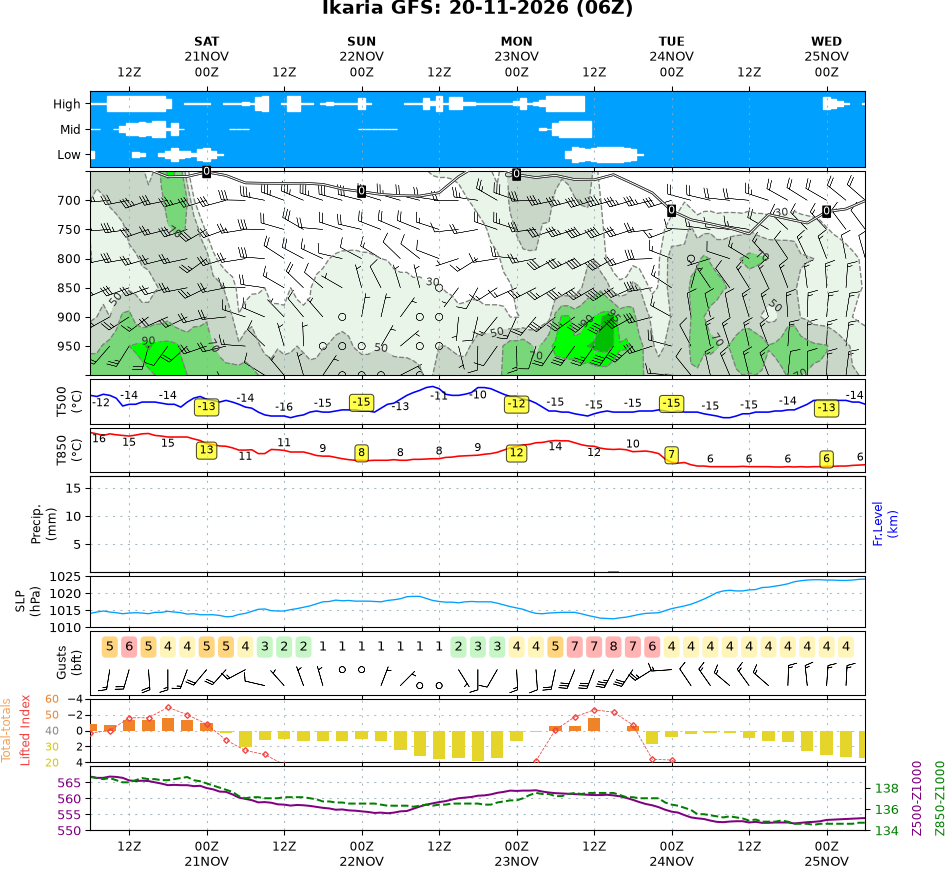 Ikaria GFS: 20-11-2026 (06Z)
SAT SUN MON TUE WED
21NOV 22NOV 23NOV 24NOV 25NOV
12Z 00Z 12Z 00Z 12Z 00Z 12Z 00Z 12Z 00Z
High
Mid
Low
0 0 0 0 0
700
750
800
850
900
950
30 30 50 50 50 50 70 70 90
T500 (°C)
-12 -14 -14 -13 -14 -16 -15 -15 -13 -11 -10 -12 -15 -15 -15 -15 -15 -15 -14 -13 -14
T850 (°C)
16 15 15 13 11 11 9 8 8 8 9 12 14 12 10 7 6 6 6 6 6
Precip. (mm)
15
10
5
Fr.Level (km)
SLP (hPa)
1025
1020
1015
1010
Gusts (bft)
5 6 5 4 4 5 5 4 3 2 2 1 1 1 1 1 1 1 2 3 3 4 4 5 7 7 8 7 6 4 4 4 4 4 4 4 4 4 4
Total-totals
Lifted Index
60 −4
50 −2
40 0
30 2
20 4
565
560
555
550
138
136
134
Z500-Z1000
Z850-Z1000
12Z 00Z 12Z 00Z 12Z 00Z 12Z 00Z 12Z 00Z
21NOV 22NOV 23NOV 24NOV 25NOV